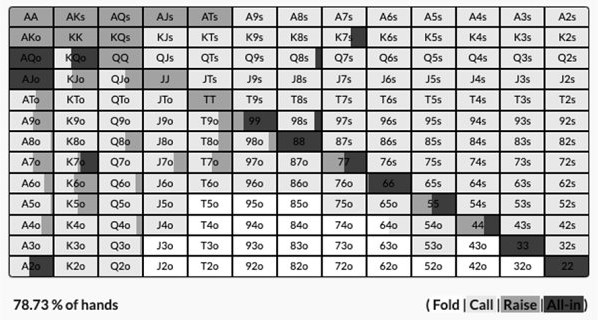 AA AKs AQs AJs ATs A9s A8s A7s A6s A5s A4s A3s A2s
AKo KK KQs KJs KTs K9s K8s K7s K6s K5s K4s K3s K2s
AQo KQo QQ QJs QTs Q9s Q8s Q7s Q6s Q5s Q4s Q3s Q2s
AJo KJo QJo JJ JTs J9s J8s J7s J6s J5s J4s J3s J2s
ATo KTo QTo JTo TT T9s T8s T7s T6s T5s T4s T3s T2s
A9o K9o Q9o J9o T9o 99 98s 97s 96s 95s 94s 93s 92s
A8o K8o Q8o J8o T8o 98o 88 87s 86s 85s 84s 83s 82s
A7o K7o Q7o J7o T7o 97o 87o 77 76s 75s 74s 73s 72s
A6o K6o Q6o J6o T6o 96o 86o 76o 66 65s 64s 63s 62s
A5o K5o Q5o J5o T5o 95o 85o 75o 65o 55 54s 53s 52s
A4o K4o Q4o J4o T4o 94o 84o 74o 64o 54o 44 43s 42s
A3o K3o Q3o J3o T3o 93o 83o 73o 63o 53o 43o 33 32s
A2o K2o Q2o J2o T2o 92o 82o 72o 62o 52o 42o 32o 22
78.73 % of hands ( Fold | Call | Raise | All-in )